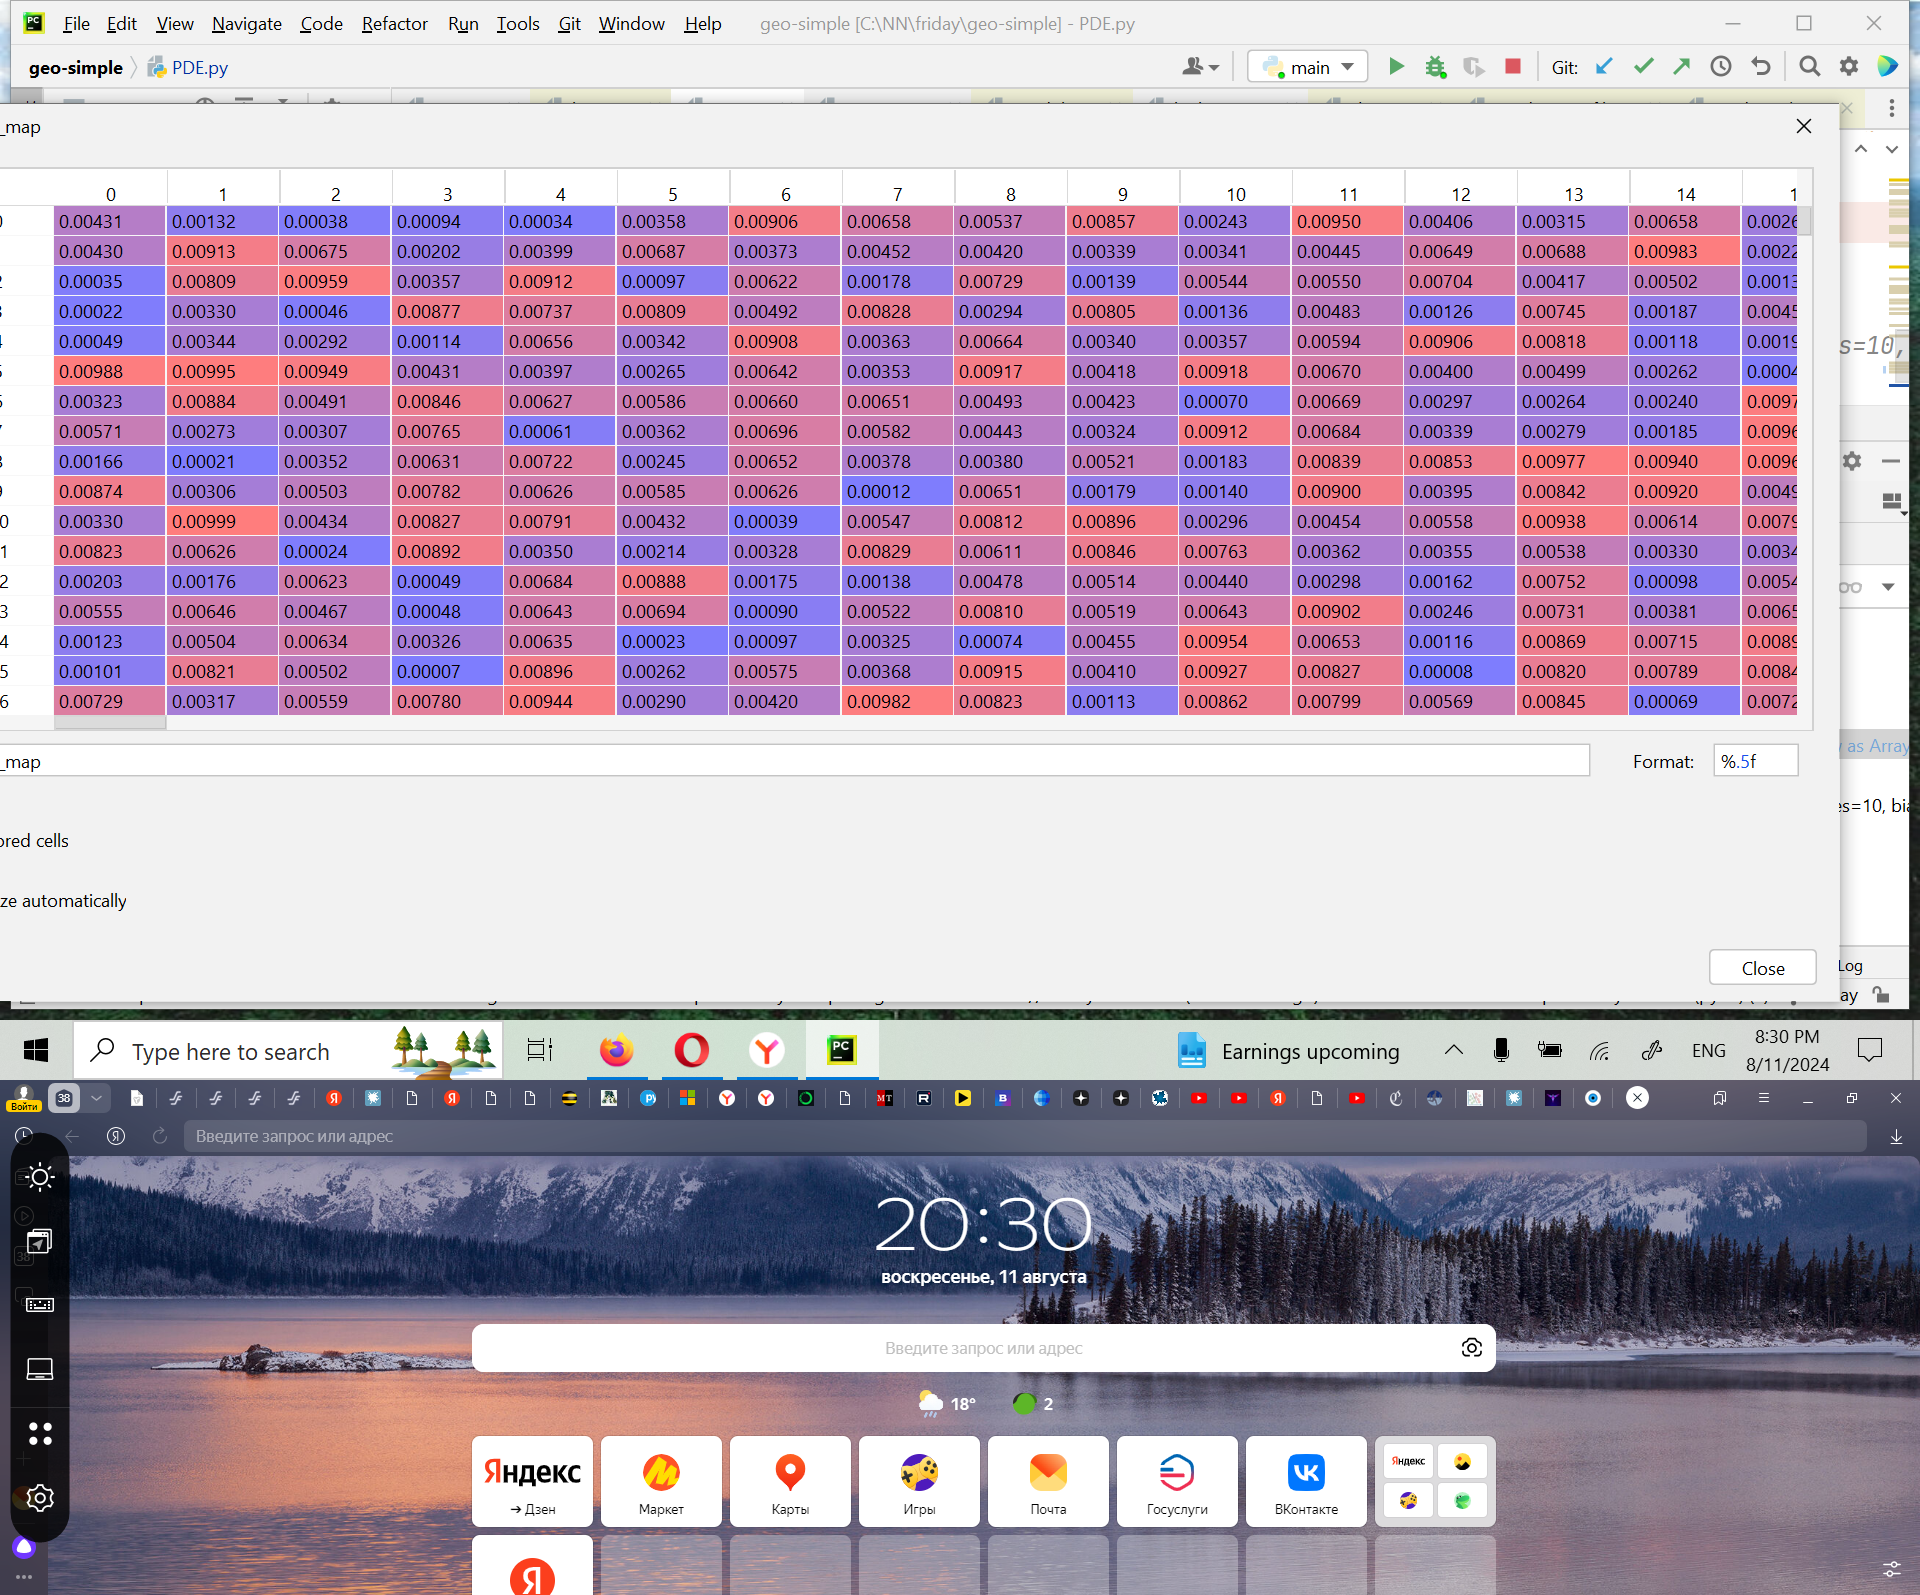 File Edit View Navigate Code Refactor Run Tools Git Window Help geo-simple [C:\NN\friday\geo-simple] - PDE.py
geo-simple PDE.py main Git:
_map
0 1 2 3 4 5 6 7 8 9 10 11 12 13 14 1
0.00431 0.00132 0.00038 0.00094 0.00034 0.00358 0.00906 0.00658 0.00537 0.00857 0.00243 0.00950 0.00406 0.00315 0.00658 0.0026
0.00430 0.00913 0.00675 0.00202 0.00399 0.00687 0.00373 0.00452 0.00420 0.00339 0.00341 0.00445 0.00649 0.00688 0.00983 0.0022
0.00035 0.00809 0.00959 0.00357 0.00912 0.00097 0.00622 0.00178 0.00729 0.00139 0.00544 0.00550 0.00704 0.00417 0.00502 0.0013
0.00022 0.00330 0.00046 0.00877 0.00737 0.00809 0.00492 0.00828 0.00294 0.00805 0.00136 0.00483 0.00126 0.00745 0.00187 0.0045
0.00049 0.00344 0.00292 0.00114 0.00656 0.00342 0.00908 0.00363 0.00664 0.00340 0.00357 0.00594 0.00906 0.00818 0.00118 0.0019
s=10,
0.00988 0.00995 0.00949 0.00431 0.00397 0.00265 0.00642 0.00353 0.00917 0.00418 0.00918 0.00670 0.00400 0.00499 0.00262 0.0004
0.00323 0.00884 0.00491 0.00846 0.00627 0.00586 0.00660 0.00651 0.00493 0.00423 0.00070 0.00669 0.00297 0.00264 0.00240 0.0097
0.00571 0.00273 0.00307 0.00765 0.00061 0.00362 0.00696 0.00582 0.00443 0.00324 0.00912 0.00684 0.00339 0.00279 0.00185 0.0096
0.00166 0.00021 0.00352 0.00631 0.00722 0.00245 0.00652 0.00378 0.00380 0.00521 0.00183 0.00839 0.00853 0.00977 0.00940 0.0096
0.00874 0.00306 0.00503 0.00782 0.00626 0.00585 0.00626 0.00012 0.00651 0.00179 0.00140 0.00900 0.00395 0.00842 0.00920 0.0049
0 0.00330 0.00999 0.00434 0.00827 0.00791 0.00432 0.00039 0.00547 0.00812 0.00896 0.00296 0.00454 0.00558 0.00938 0.00614 0.0079
1 0.00823 0.00626 0.00024 0.00892 0.00350 0.00214 0.00328 0.00829 0.00611 0.00846 0.00763 0.00362 0.00355 0.00538 0.00330 0.0034
2 0.00203 0.00176 0.00623 0.00049 0.00684 0.00888 0.00175 0.00138 0.00478 0.00514 0.00440 0.00298 0.00162 0.00752 0.00098 0.0054
3 0.00555 0.00646 0.00467 0.00048 0.00643 0.00694 0.00090 0.00522 0.00810 0.00519 0.00643 0.00902 0.00246 0.00731 0.00381 0.0065
4 0.00123 0.00504 0.00634 0.00326 0.00635 0.00023 0.00097 0.00325 0.00074 0.00455 0.00954 0.00653 0.00116 0.00869 0.00715 0.0089
5 0.00101 0.00821 0.00502 0.00007 0.00896 0.00262 0.00575 0.00368 0.00915 0.00410 0.00927 0.00827 0.00008 0.00820 0.00789 0.0084
6 0.00729 0.00317 0.00559 0.00780 0.00944 0.00290 0.00420 0.00982 0.00823 0.00113 0.00862 0.00799 0.00569 0.00845 0.00069 0.0072
as Array
_map Format: %.5f
es=10, bia
ored cells
ze automatically
Close
Log
ay
Type here to search Earnings upcoming ENG 8:30 PM
8/11/2024
Войти 38
Введите запрос или адрес
20:30
воскресенье, 11 августа
Введите запрос или адрес
18° 2
Яндекс
→ Дзен Маркет Карты Игры Почта Госуслуги ВКонтакте
Яндекс
Я